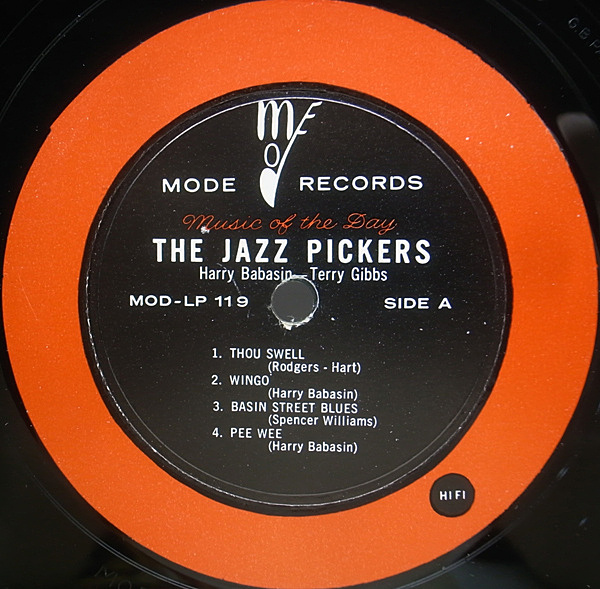 MODE
MODE RECORDS
Music of the Day
THE JAZZ PICKERS
Harry Babasin - Terry Gibbs
MOD-LP 119 SIDE A
1. THOU SWELL
(Rodgers - Hart)
2. WINGO
(Harry Babasin)
3. BASIN STREET BLUES
(Spencer Williams)
4. PEE WEE
(Harry Babasin)
HIFI